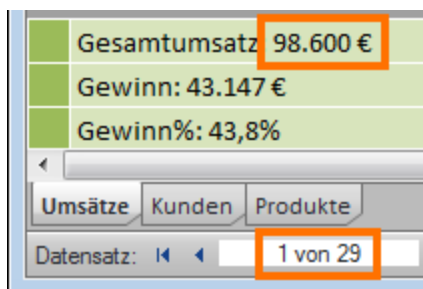 Gesamtumsatz 98.600 €
Gewinn: 43.147 €
Gewinn%: 43,8%
Umsätze Kunden Produkte
Datensatz: 1 von 29